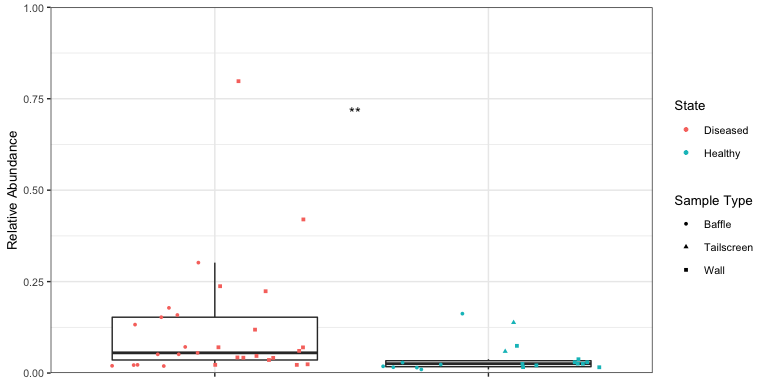 1.00
0.75
0.50
0.25
0.00
Relative Abundance
**
State
Diseased
Healthy
Sample Type
Baffle
Tailscreen
Wall